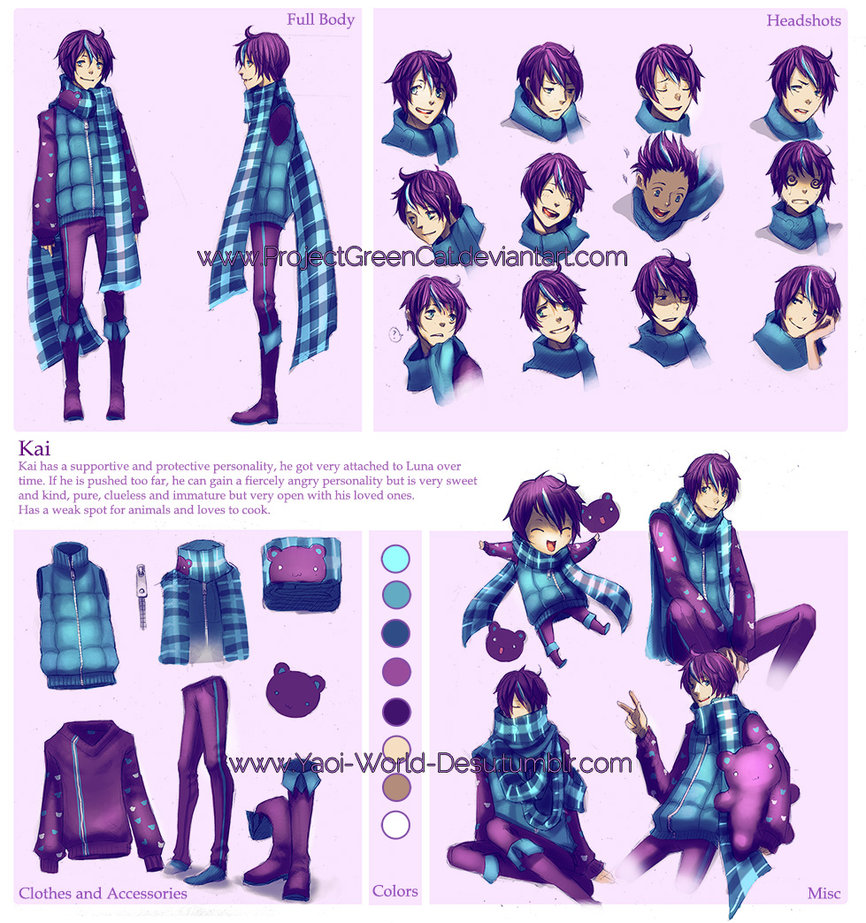 Full Body
Headshots
www.ProjectGreenCat.deviantart.com
?
Kai
Kai has a supportive and protective personality, he got very attached to Luna over
time. If he is pushed too far, he can gain a fiercely angry personality but is very sweet
and kind, pure, clueless and immature but very open with his loved ones.
Has a weak spot for animals and loves to cook.
www.Yaoi-World-Desu.tumblr.com
Clothes and Accessories
Colors
Misc